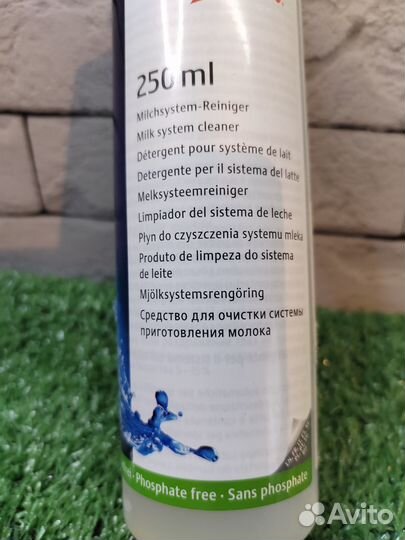 250 ml
Milchsystem-Reiniger
Milk system cleaner
Détergent pour système de lait
Detergente per il sistema del latte
Melksysteemreiniger
Limpiador del sistema de leche
Płyn do czyszczenia systemu mleka
Produto de limpeza do sistema
de leite
Mjölksystemsrengöring
Средство для очистки системы
приготовления молока
· Phosphate free · Sans phosphate
Avito